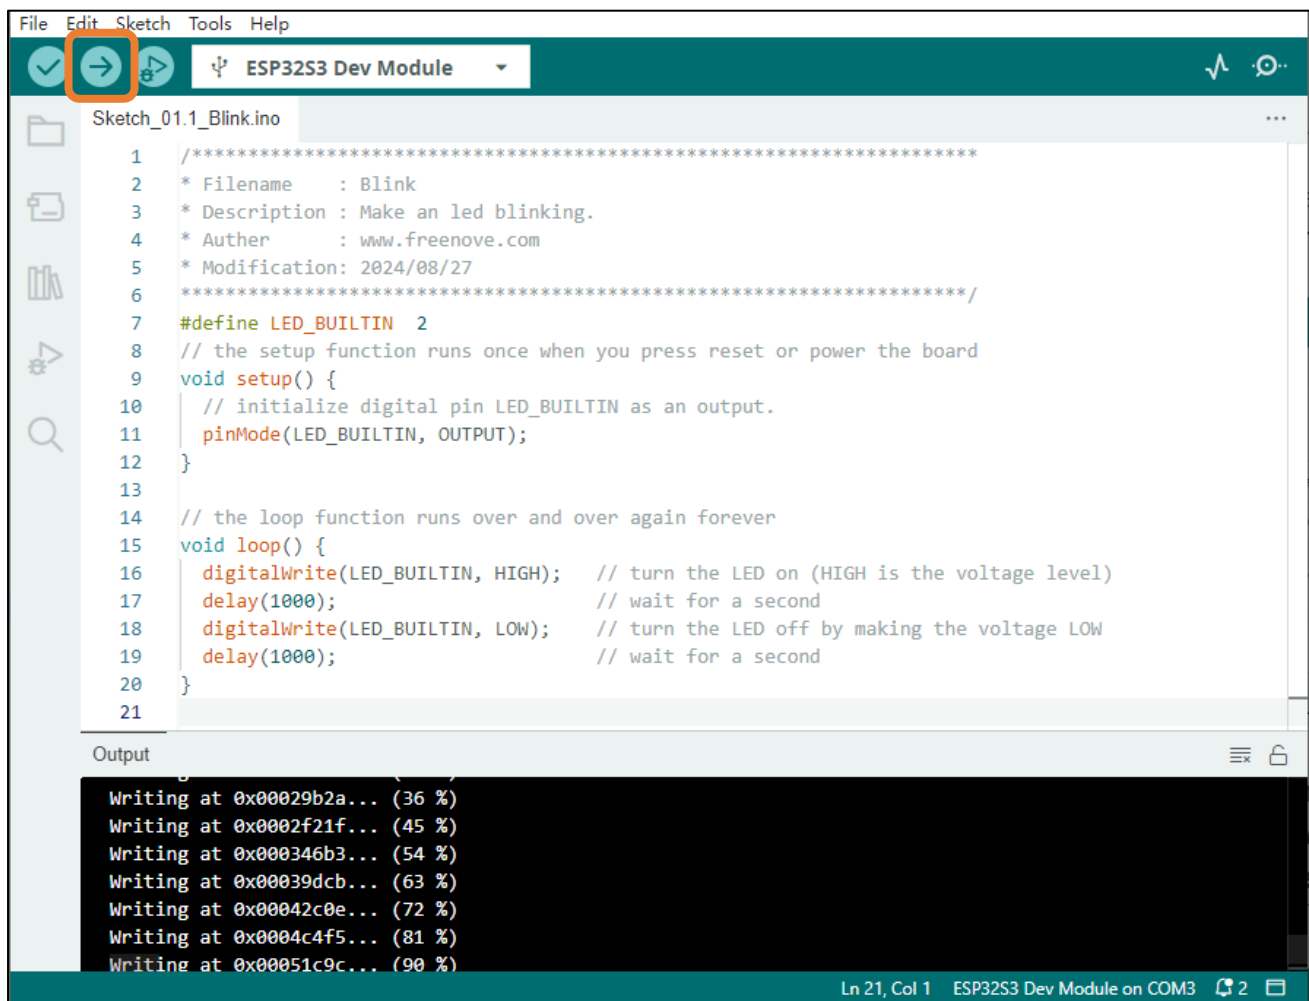 File Edit Sketch Tools Help
ESP32S3 Dev Module
Sketch_01.1_Blink.ino
1 /**********************************************************************
2 * Filename    : Blink
3 * Description : Make an led blinking.
4 * Auther      : www.freenove.com
5 * Modification: 2024/08/27
6 **********************************************************************/
7 #define LED_BUILTIN  2
8 // the setup function runs once when you press reset or power the board
9 void setup() {
10   // initialize digital pin LED_BUILTIN as an output.
11   pinMode(LED_BUILTIN, OUTPUT);
12 }
13
14 // the loop function runs over and over again forever
15 void loop() {
16   digitalWrite(LED_BUILTIN, HIGH);   // turn the LED on (HIGH is the voltage level)
17   delay(1000);                       // wait for a second
18   digitalWrite(LED_BUILTIN, LOW);    // turn the LED off by making the voltage LOW
19   delay(1000);                       // wait for a second
20 }
21
Output
Writing at 0x00029b2a... (36 %)
Writing at 0x0002f21f... (45 %)
Writing at 0x000346b3... (54 %)
Writing at 0x00039dcb... (63 %)
Writing at 0x00042c0e... (72 %)
Writing at 0x0004c4f5... (81 %)
Writing at 0x00051c9c... (90 %)
Ln 21, Col 1 ESP32S3 Dev Module on COM3 2